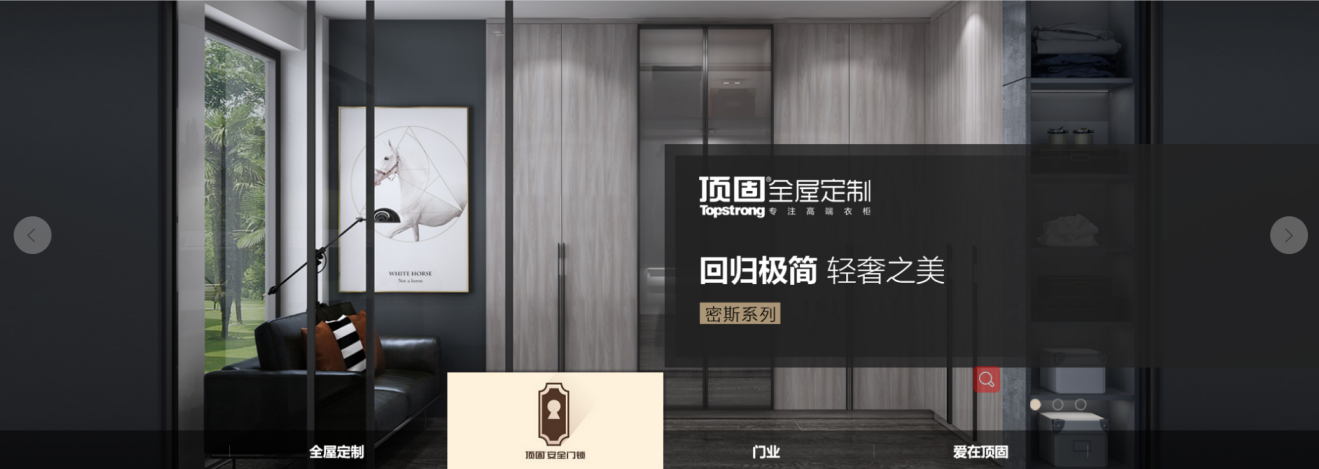 顶固®全屋定制
Topstrong 专注高端衣柜
回归极简 轻奢之美
密斯系列
WHITE HORSE
Not a horse
全屋定制
顶固 安全门锁
门业
爱在顶固